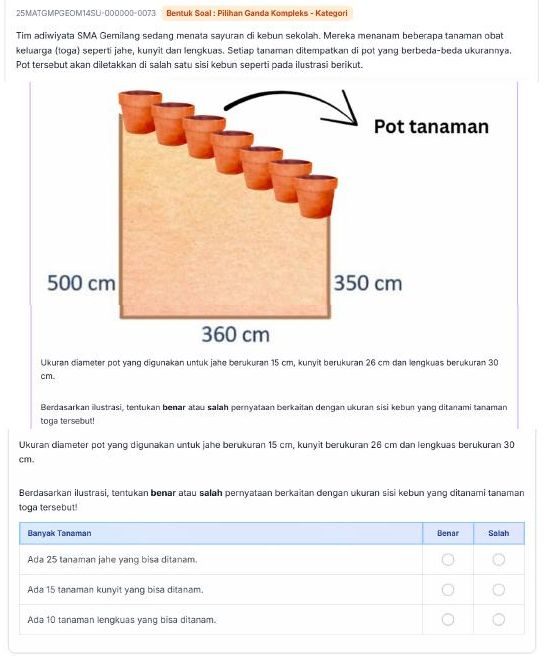 25MATGMPGEOM14SU-000000-0073 Bentuk Soal : Pilihan Ganda Kompleks - Kategori
Tim adiwiyata SMA Gemilang sedang menata sayuran di kebun sekolah. Mereka menanam beberapa tanaman obat
keluarga (toga) seperti jahe, kunyit dan lengkuas. Setiap tanaman ditempatkan di pot yang berbeda-beda ukurannya.
Pot tersebut akan diletakkan di salah satu sisi kebun seperti pada ilustrasi berikut.
Pot tanaman
500 cm
350 cm
360 cm
Ukuran diameter pot yang digunakan untuk jahe berukuran 15 cm, kunyit berukuran 26 cm dan lengkuas berukuran 30
cm.
Berdasarkan ilustrasi, tentukan benar atau salah pernyataan berkaitan dengan ukuran sisi kebun yang ditanami tanaman
toga tersebut!
Ukuran diameter pot yang digunakan untuk jahe berukuran 15 cm, kunyit berukuran 26 cm dan lengkuas berukuran 30
cm.
Berdasarkan ilustrasi, tentukan benar atau salah pernyataan berkaitan dengan ukuran sisi kebun yang ditanami tanaman
toga tersebut!
Banyak Tanaman Benar Salah
Ada 25 tanaman jahe yang bisa ditanam.
Ada 15 tanaman kunyit yang bisa ditanam.
Ada 10 tanaman lengkuas yang bisa ditanam.